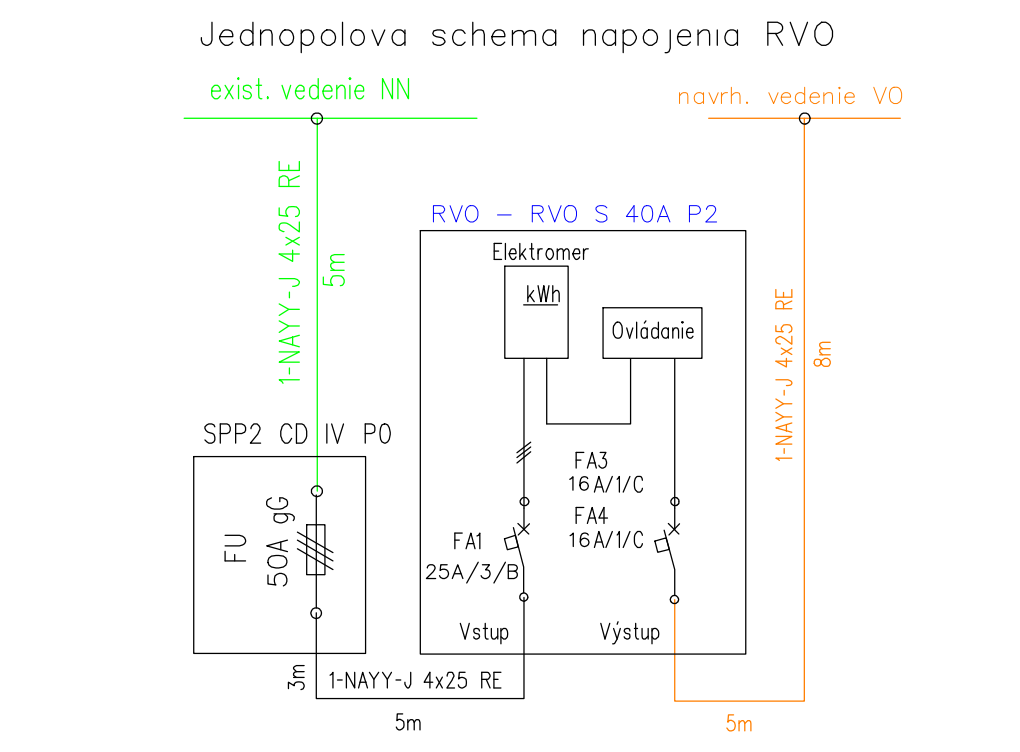 Jednopolova schema napojenia RVO
exist. vedenie NN
navrh. vedenie VO
1-NAYY-J 4x25 RE
5m
RVO - RVO S 40A P2
Elektromer
kWh
Ovládanie
1-NAYY-J 4x25 RE
8m
SPP2 CD IV P0
FU
50A gG
FA3
16A/1/C
FA4
16A/1/C
FA1
25A/3/B
Vstup
Výstup
3m
1-NAYY-J 4x25 RE
5m
5m